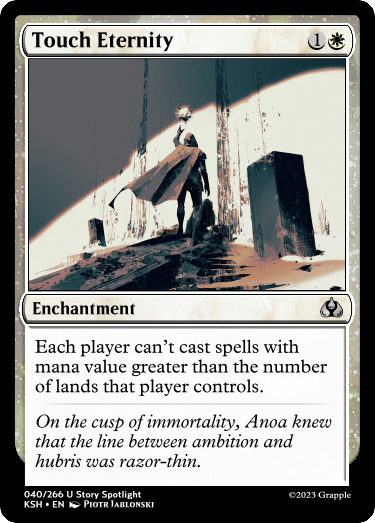 Touch Eternity 1
Enchantment
Each player can't cast spells with
mana value greater than the number
of lands that player controls.
On the cusp of immortality, Anoa knew
that the line between ambition and
hubris was razor-thin.
040/266 U Story Spotlight
KSH • EN Piotr Jabłonski ©2023 Grapple